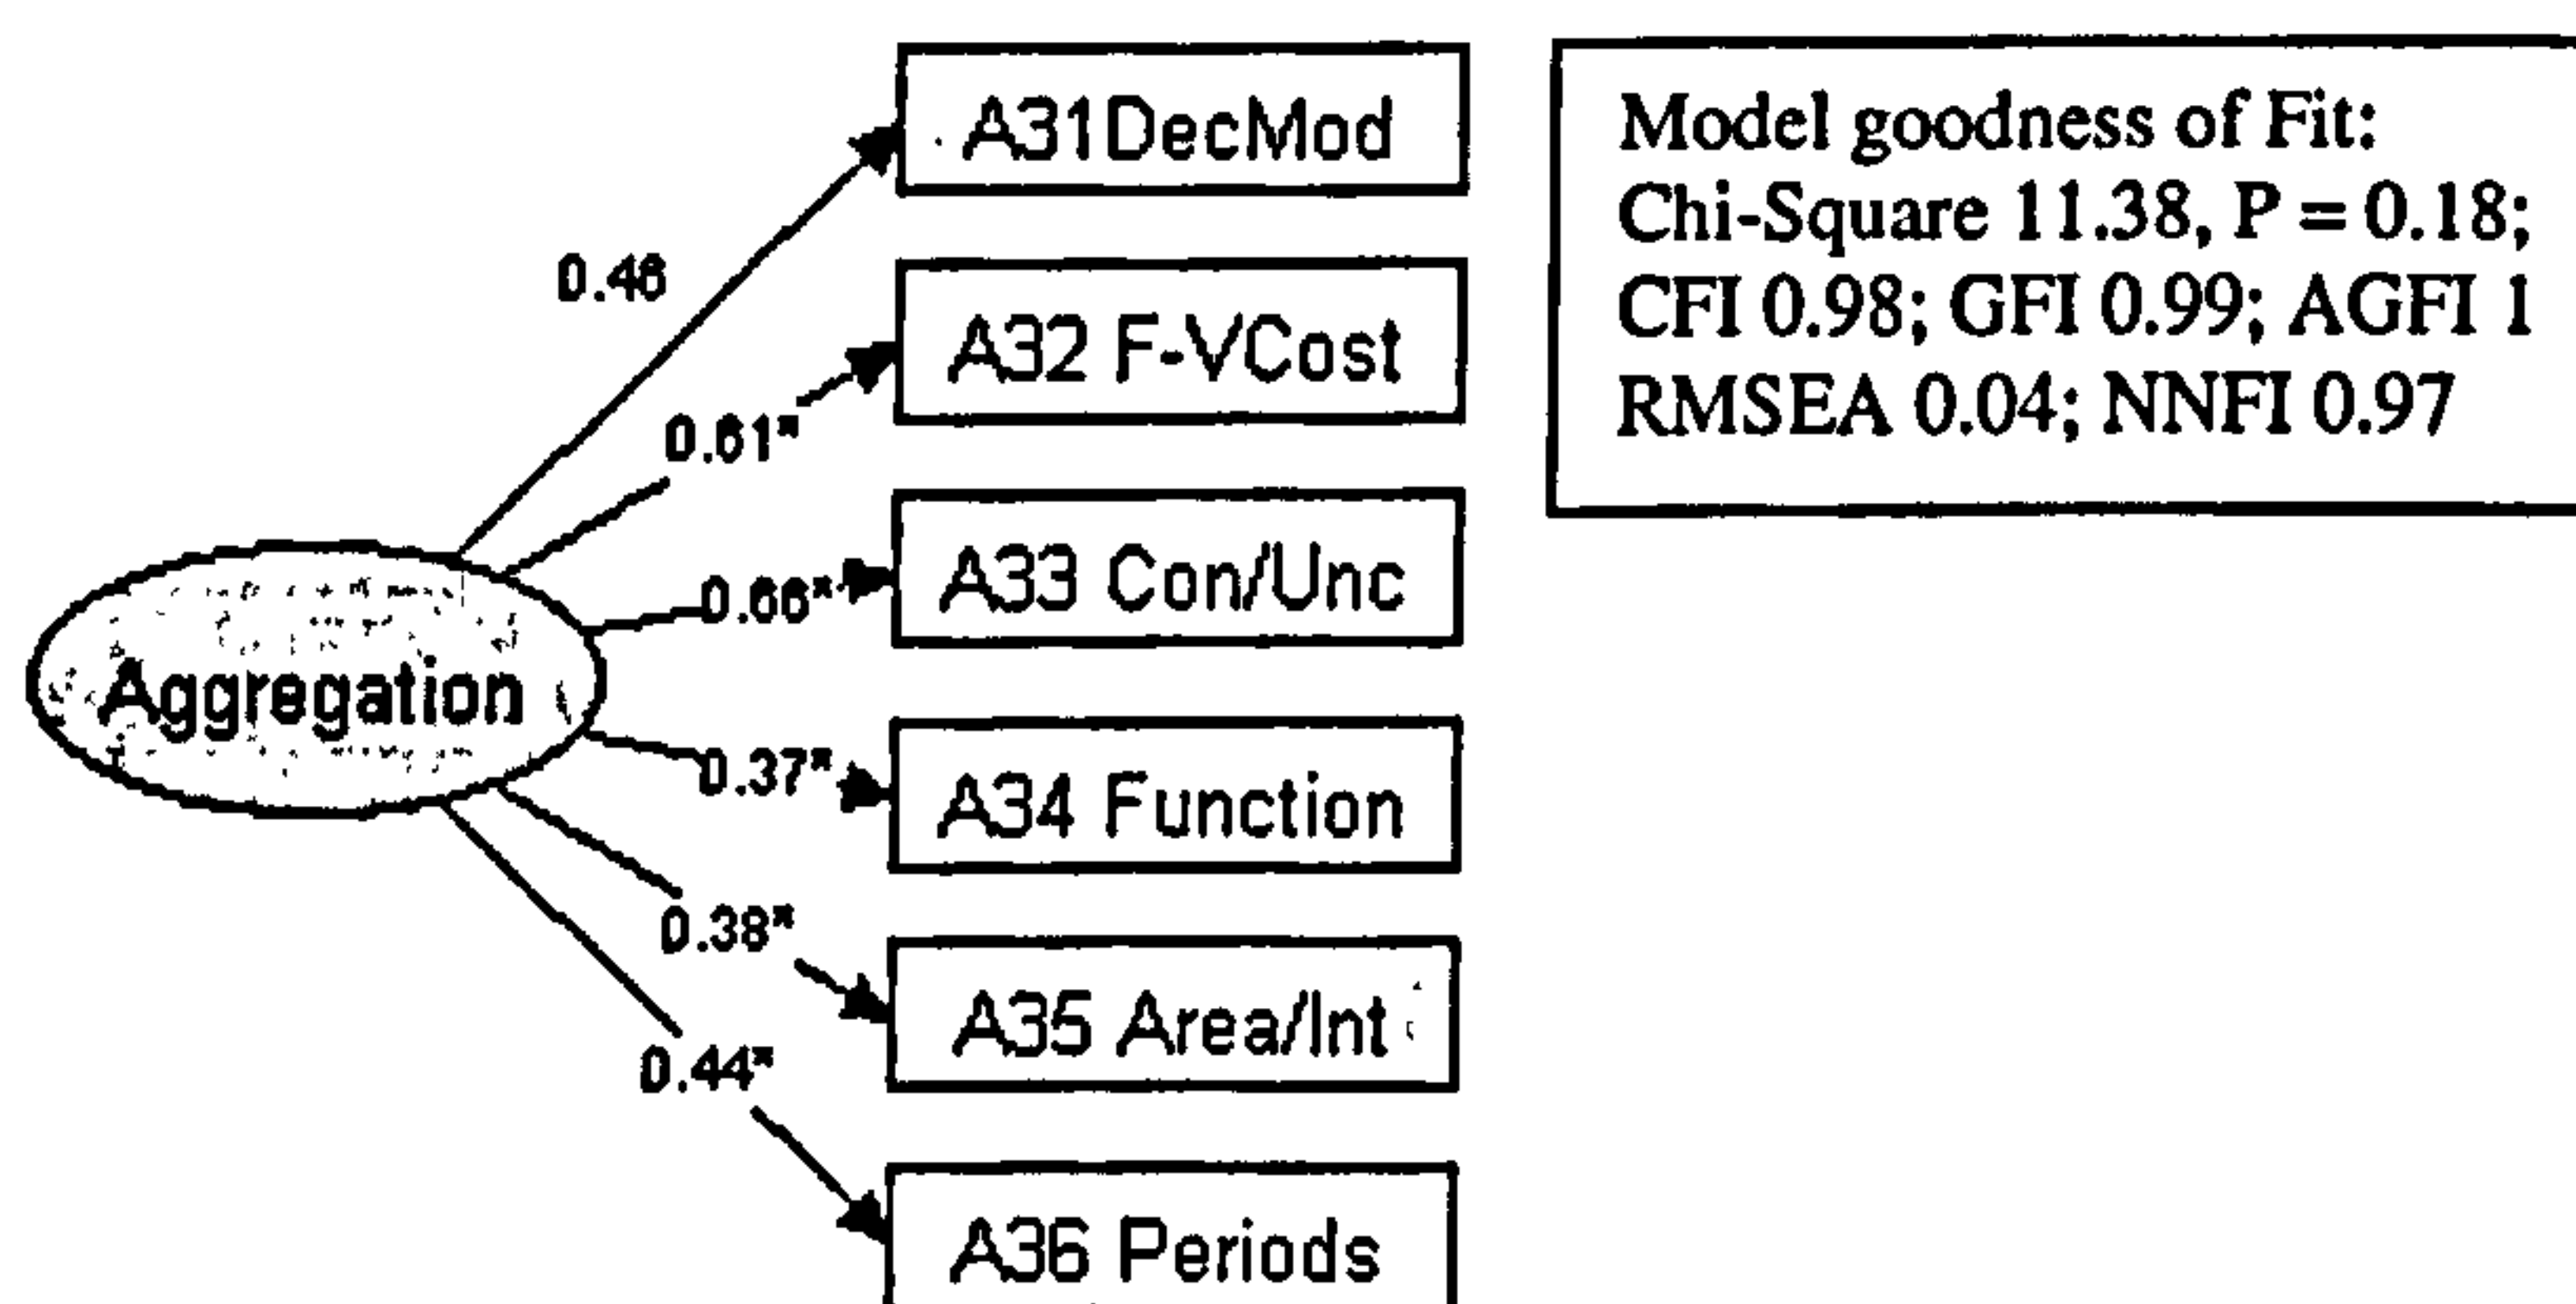 A31DecMod
0.46
A32 F-VCost
0.61*
A33 Con/Unc
0.66*
Aggregation
A34 Function
0.37*
A35 Area/Int
0.38*
A36 Periods
0.44*
Model goodness of Fit:
Chi-Square 11.38, P = 0.18;
CFI 0.98; GFI 0.99; AGFI 1
RMSEA 0.04; NNFI 0.97